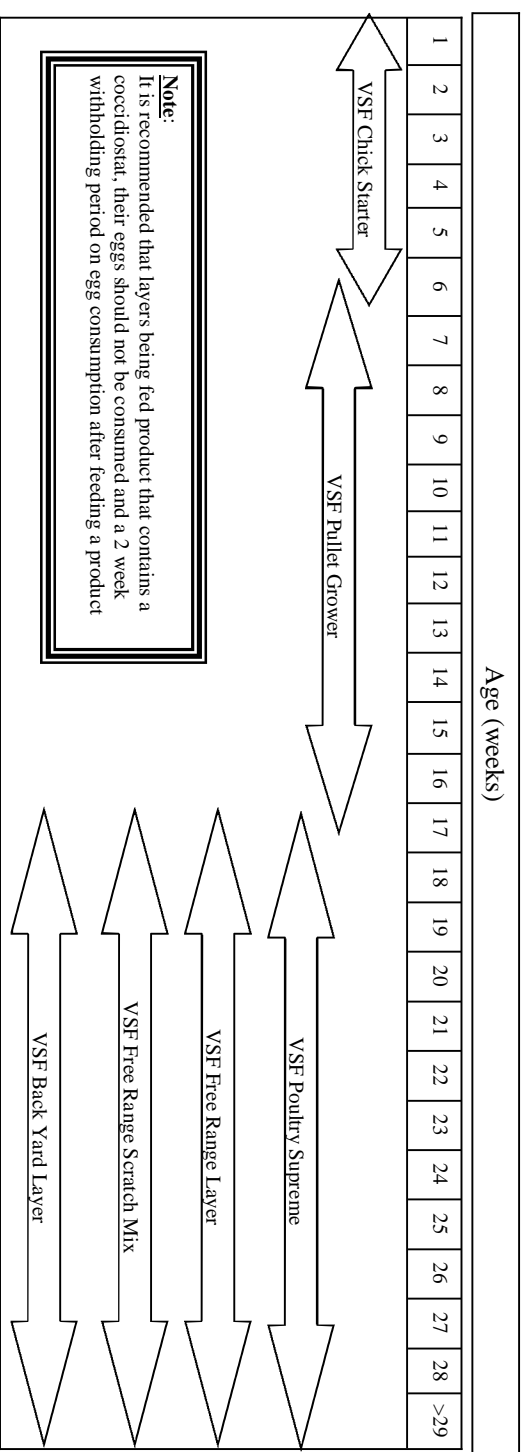 Age (weeks)
1 2 3 4 5 6 7 8 9 10 11 12 13 14 15 16 17 18 19 20 21 22 23 24 25 26 27 28 >29
VSF Chick Starter
VSF Pullet Grower
VSF Poultry Supreme
VSF Free Range Layer
VSF Free Range Scratch Mix
VSF Back Yard Layer
Note:
It is recommended that layers being fed product that contains a
coccidiostat, their eggs should not be consumed and a 2 week
withholding period on egg consumption after feeding a product